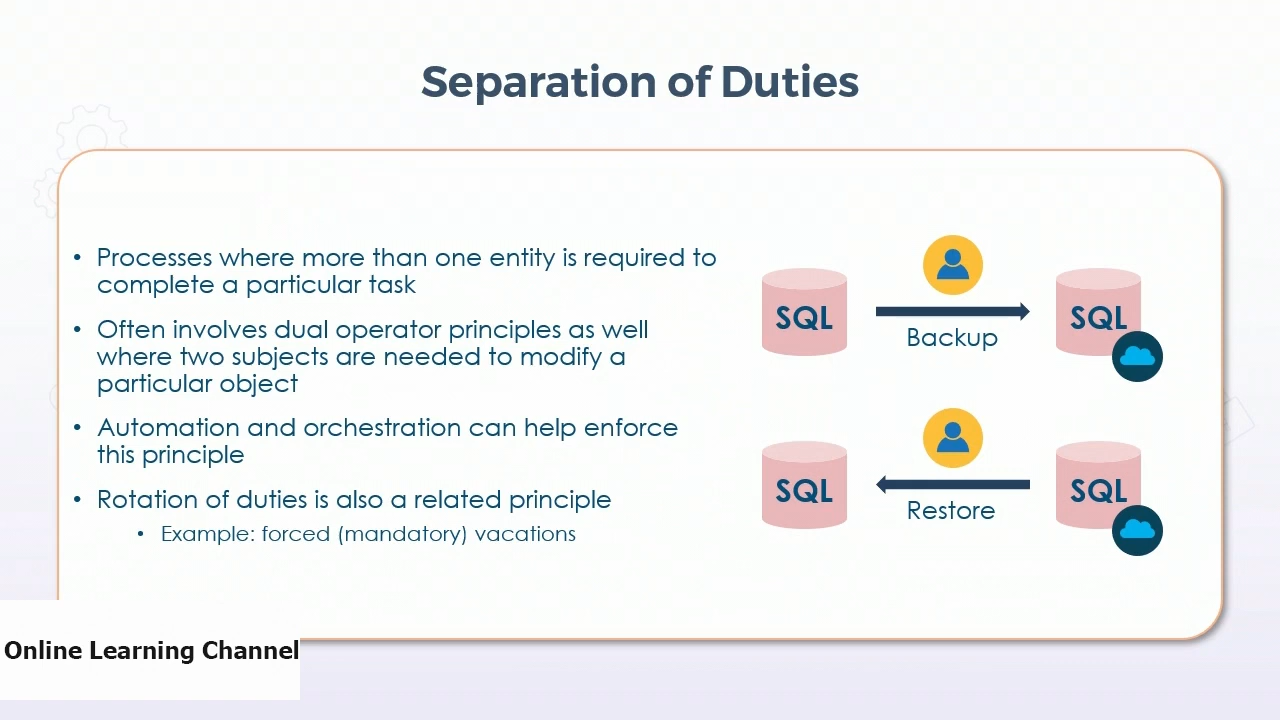 Separation of Duties
• Processes where more than one entity is required to
complete a particular task
• Often involves dual operator principles as well
where two subjects are needed to modify a
particular object
• Automation and orchestration can help enforce
this principle
• Rotation of duties is also a related principle
• Example: forced (mandatory) vacations
SQL
Backup
SQL
SQL
Restore
SQL
Online Learning Channel